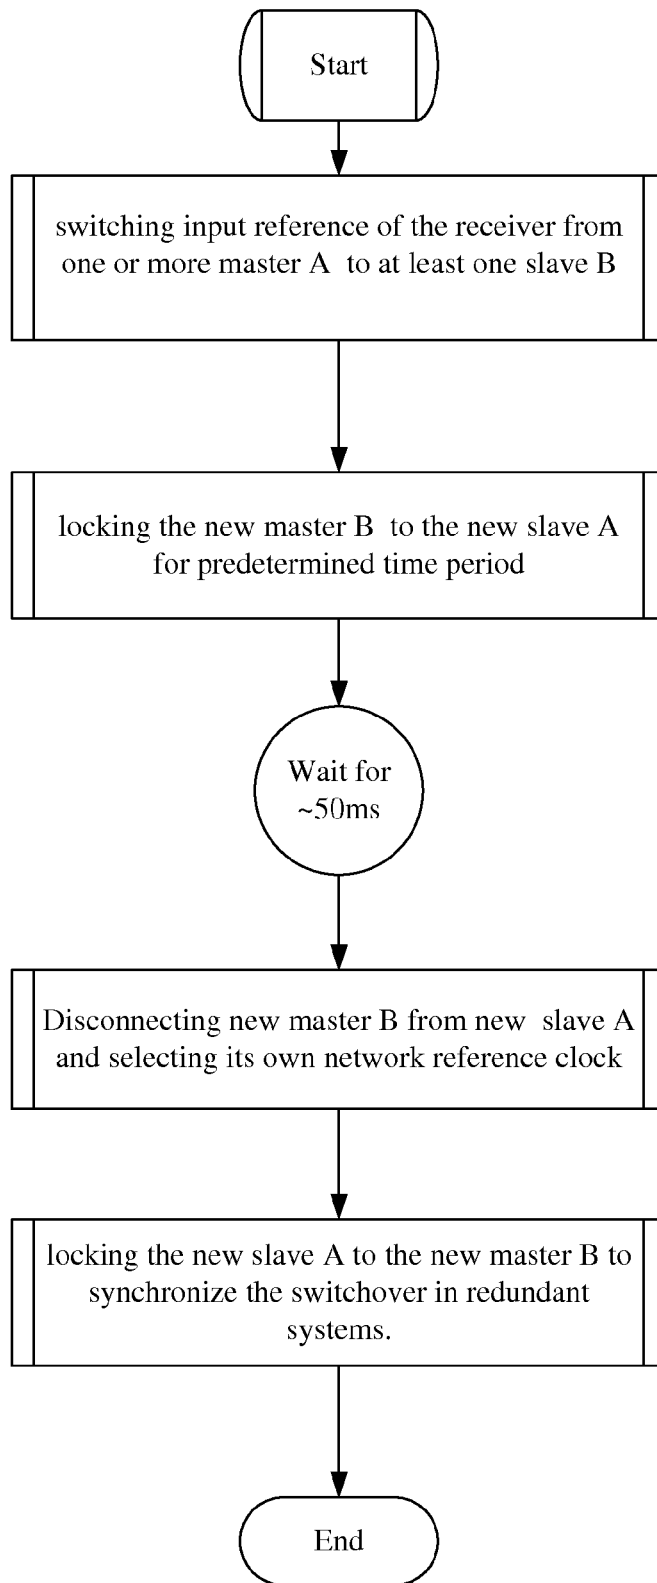 Start
switching input reference of the receiver from
one or more master A to at least one slave B
locking the new master B to the new slave A
for predetermined time period
Wait for
~50ms
Disconnecting new master B from new slave A
and selecting its own network reference clock
locking the new slave A to the new master B to
synchronize the switchover in redundant
systems.
End